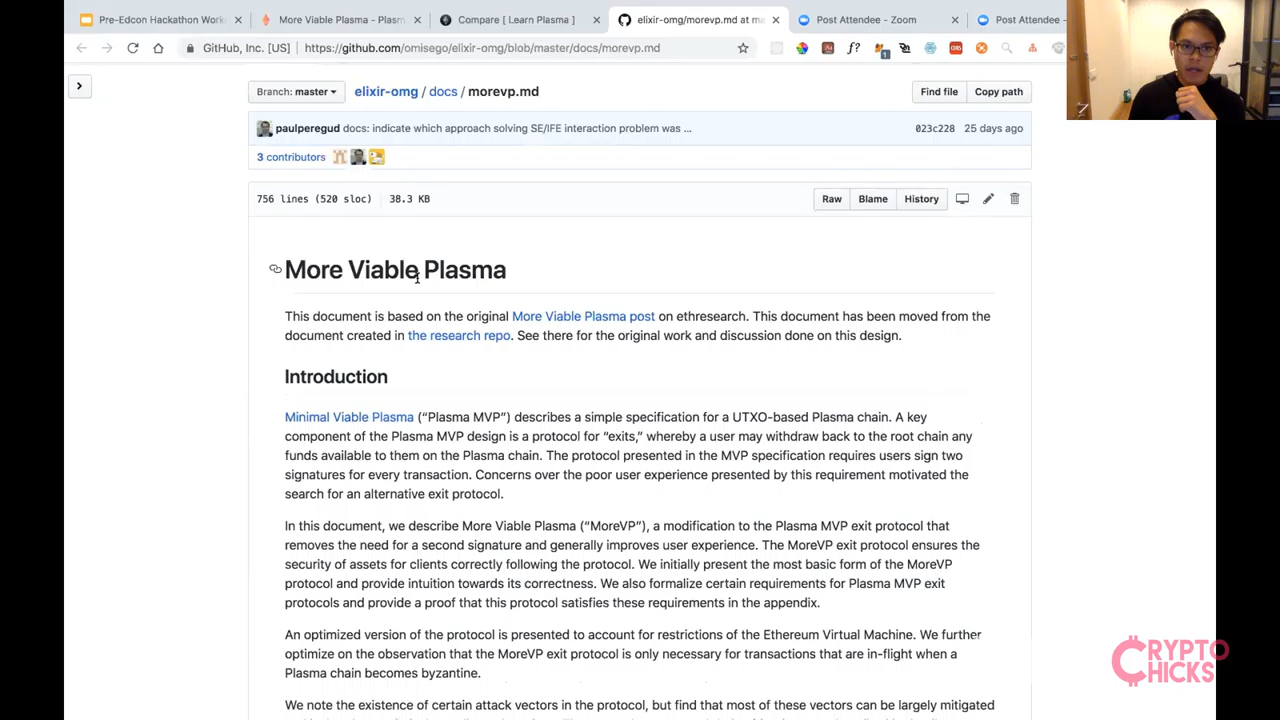 Pre-Edcon Hackathon Work
More Viable Plasma - Plasm
Compare [ Learn Plasma ]
elixir-omg/morevp.md at ma
Post Attendee - Zoom
Post Attendee
GitHub, Inc. [US]
https://github.com/omisego/elixir-omg/blob/master/docs/morevp.md
f?
CORS
1
Branch: master
elixir-omg / docs / morevp.md
Find file
Copy path
paulperegud docs: indicate which approach solving SE/IFE interaction problem was ...
023c228
25 days ago
3 contributors
756 lines (520 sloc)
38.3 KB
Raw
Blame
History
More Viable Plasma
This document is based on the original More Viable Plasma post on ethresearch. This document has been moved from the
document created in the research repo. See there for the original work and discussion done on this design.
Introduction
Minimal Viable Plasma (“Plasma MVP”) describes a simple specification for a UTXO-based Plasma chain. A key
component of the Plasma MVP design is a protocol for “exits,” whereby a user may withdraw back to the root chain any
funds available to them on the Plasma chain. The protocol presented in the MVP specification requires users sign two
signatures for every transaction. Concerns over the poor user experience presented by this requirement motivated the
search for an alternative exit protocol.
In this document, we describe More Viable Plasma (“MoreVP”), a modification to the Plasma MVP exit protocol that
removes the need for a second signature and generally improves user experience. The MoreVP exit protocol ensures the
security of assets for clients correctly following the protocol. We initially present the most basic form of the MoreVP
protocol and provide intuition towards its correctness. We also formalize certain requirements for Plasma MVP exit
protocols and provide a proof that this protocol satisfies these requirements in the appendix.
An optimized version of the protocol is presented to account for restrictions of the Ethereum Virtual Machine. We further
optimize on the observation that the MoreVP exit protocol is only necessary for transactions that are in-flight when a
Plasma chain becomes byzantine.
We note the existence of certain attack vectors in the protocol, but find that most of these vectors can be largely mitigated
CRYPTO
CHICKS